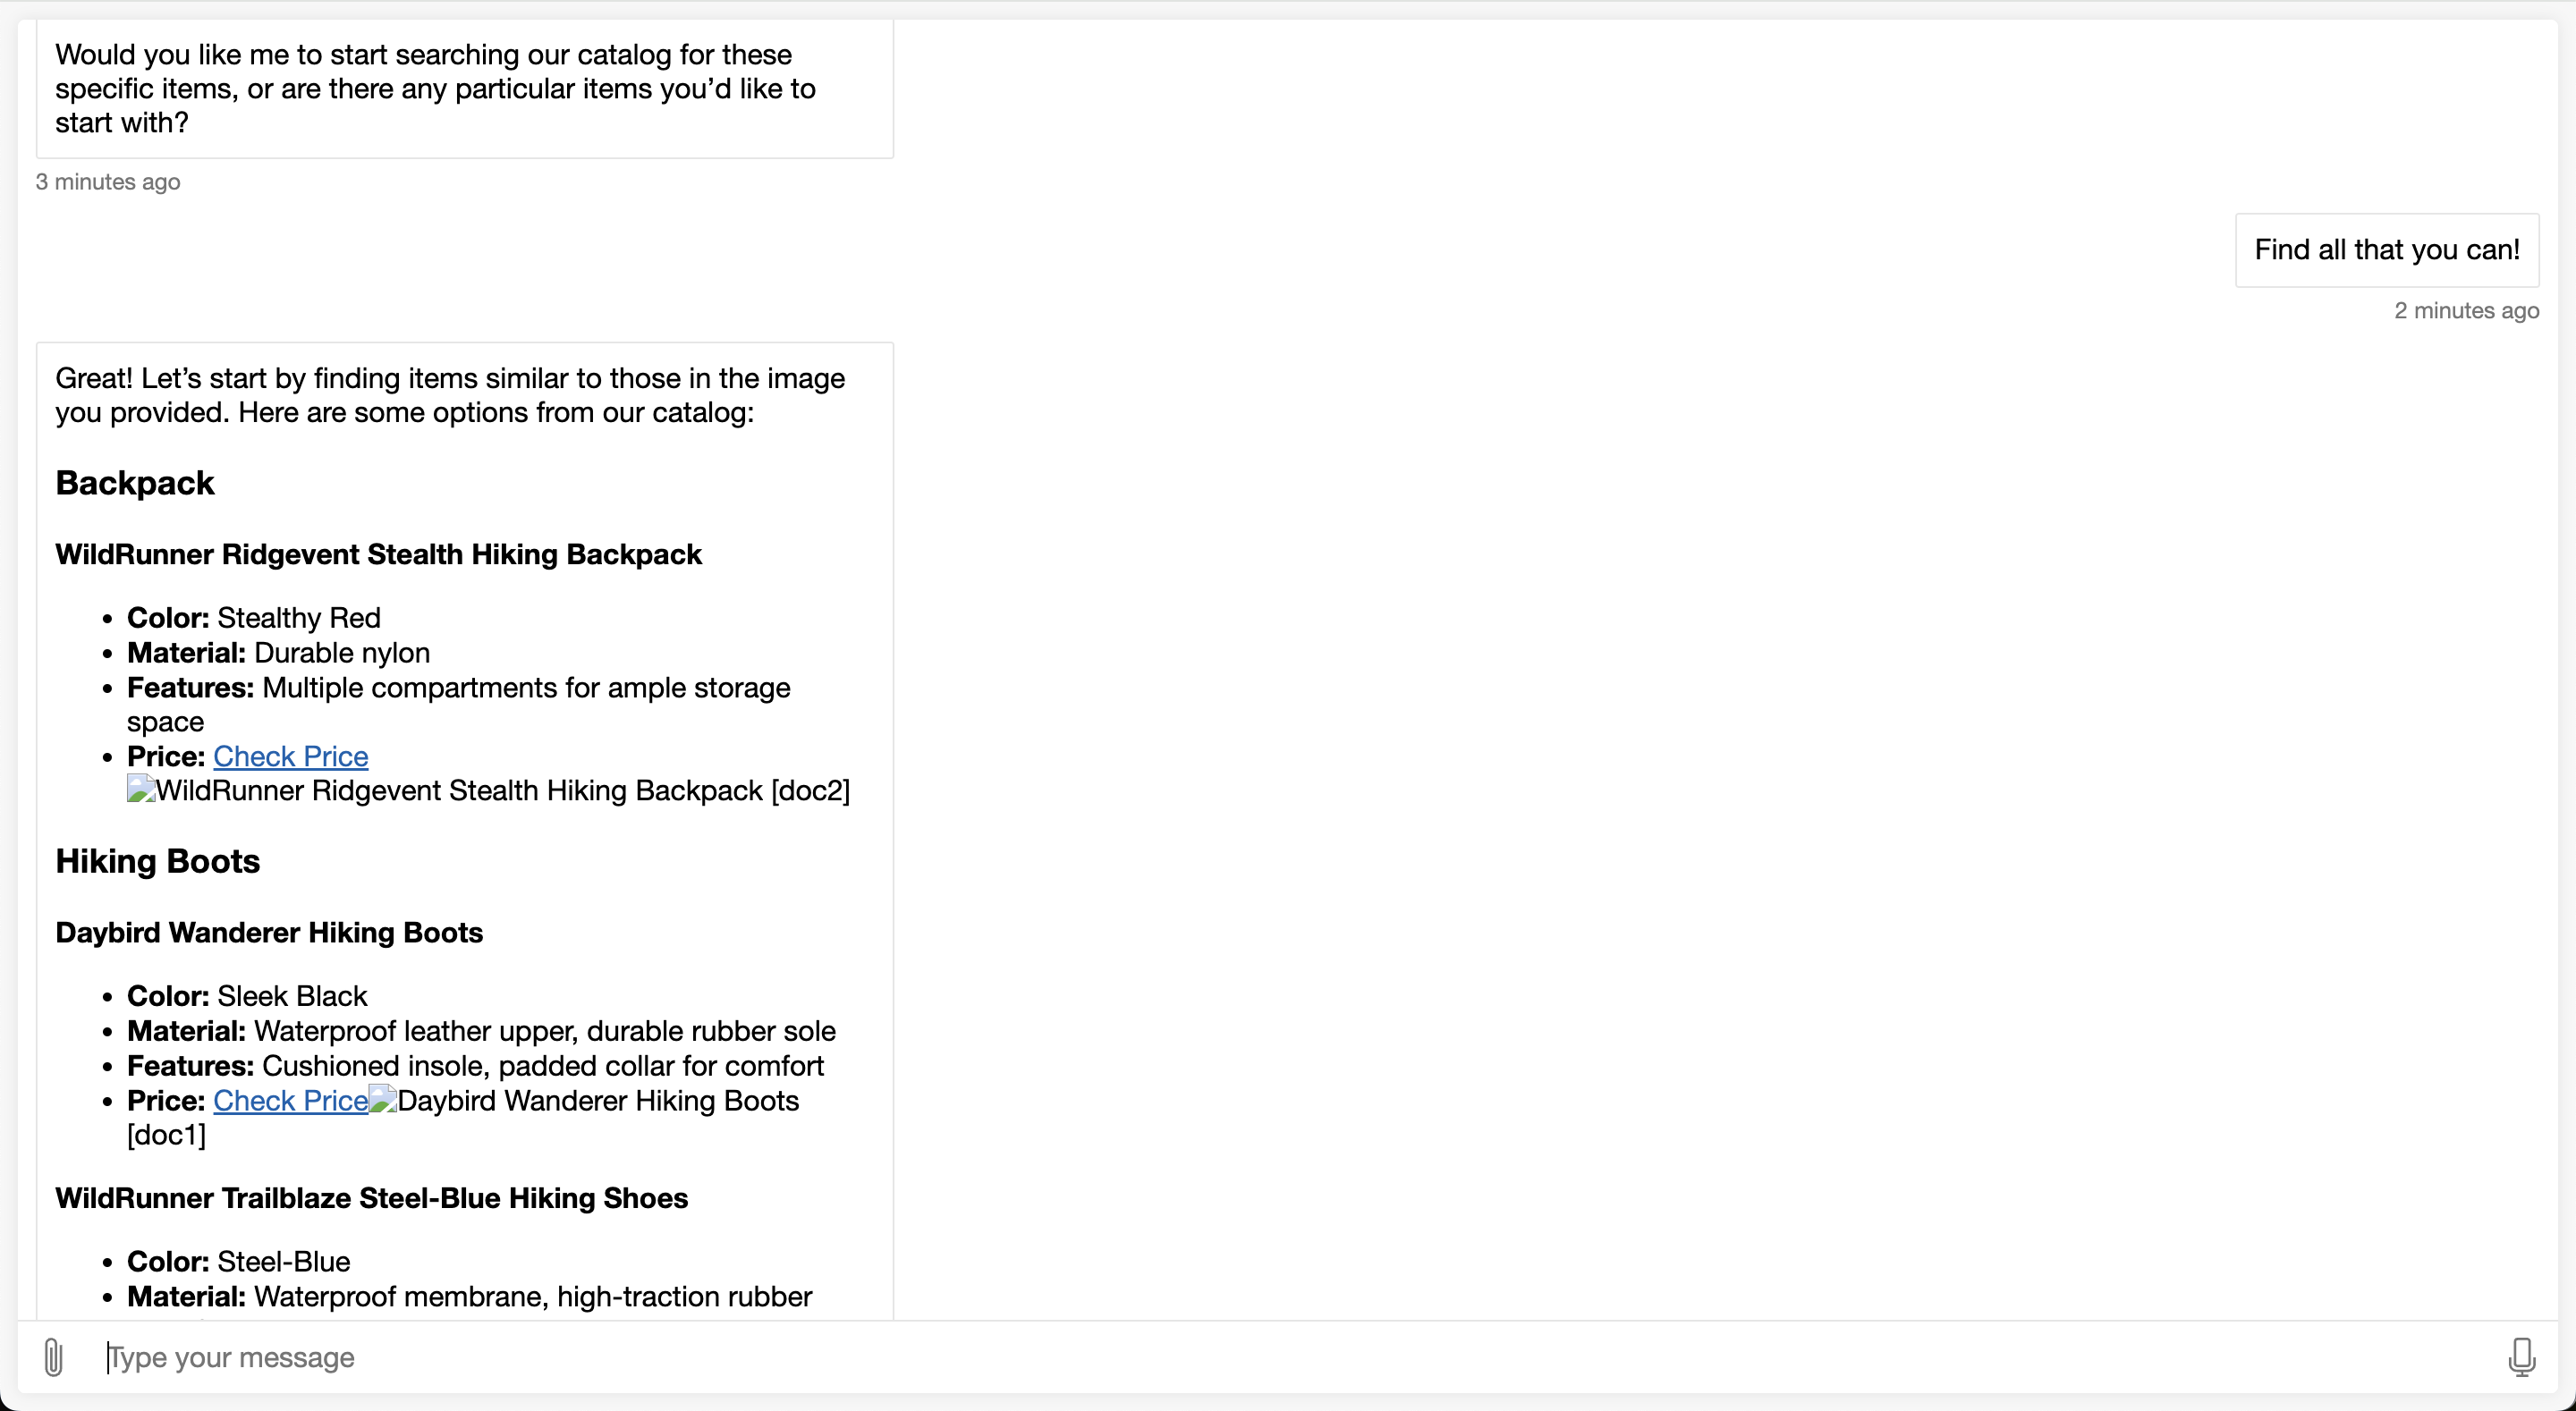 Would you like me to start searching our catalog for these
specific items, or are there any particular items you’d like to
start with?
3 minutes ago
Find all that you can!
2 minutes ago
Great! Let’s start by finding items similar to those in the image
you provided. Here are some options from our catalog:
Backpack
WildRunner Ridgevent Stealth Hiking Backpack
• Color: Stealthy Red
• Material: Durable nylon
• Features: Multiple compartments for ample storage
space
• Price: Check Price
WildRunner Ridgevent Stealth Hiking Backpack [doc2]
Hiking Boots
Daybird Wanderer Hiking Boots
• Color: Sleek Black
• Material: Waterproof leather upper, durable rubber sole
• Features: Cushioned insole, padded collar for comfort
• Price: Check PriceDaybird Wanderer Hiking Boots
[doc1]
WildRunner Trailblaze Steel-Blue Hiking Shoes
• Color: Steel-Blue
• Material: Waterproof membrane, high-traction rubber
Type your message